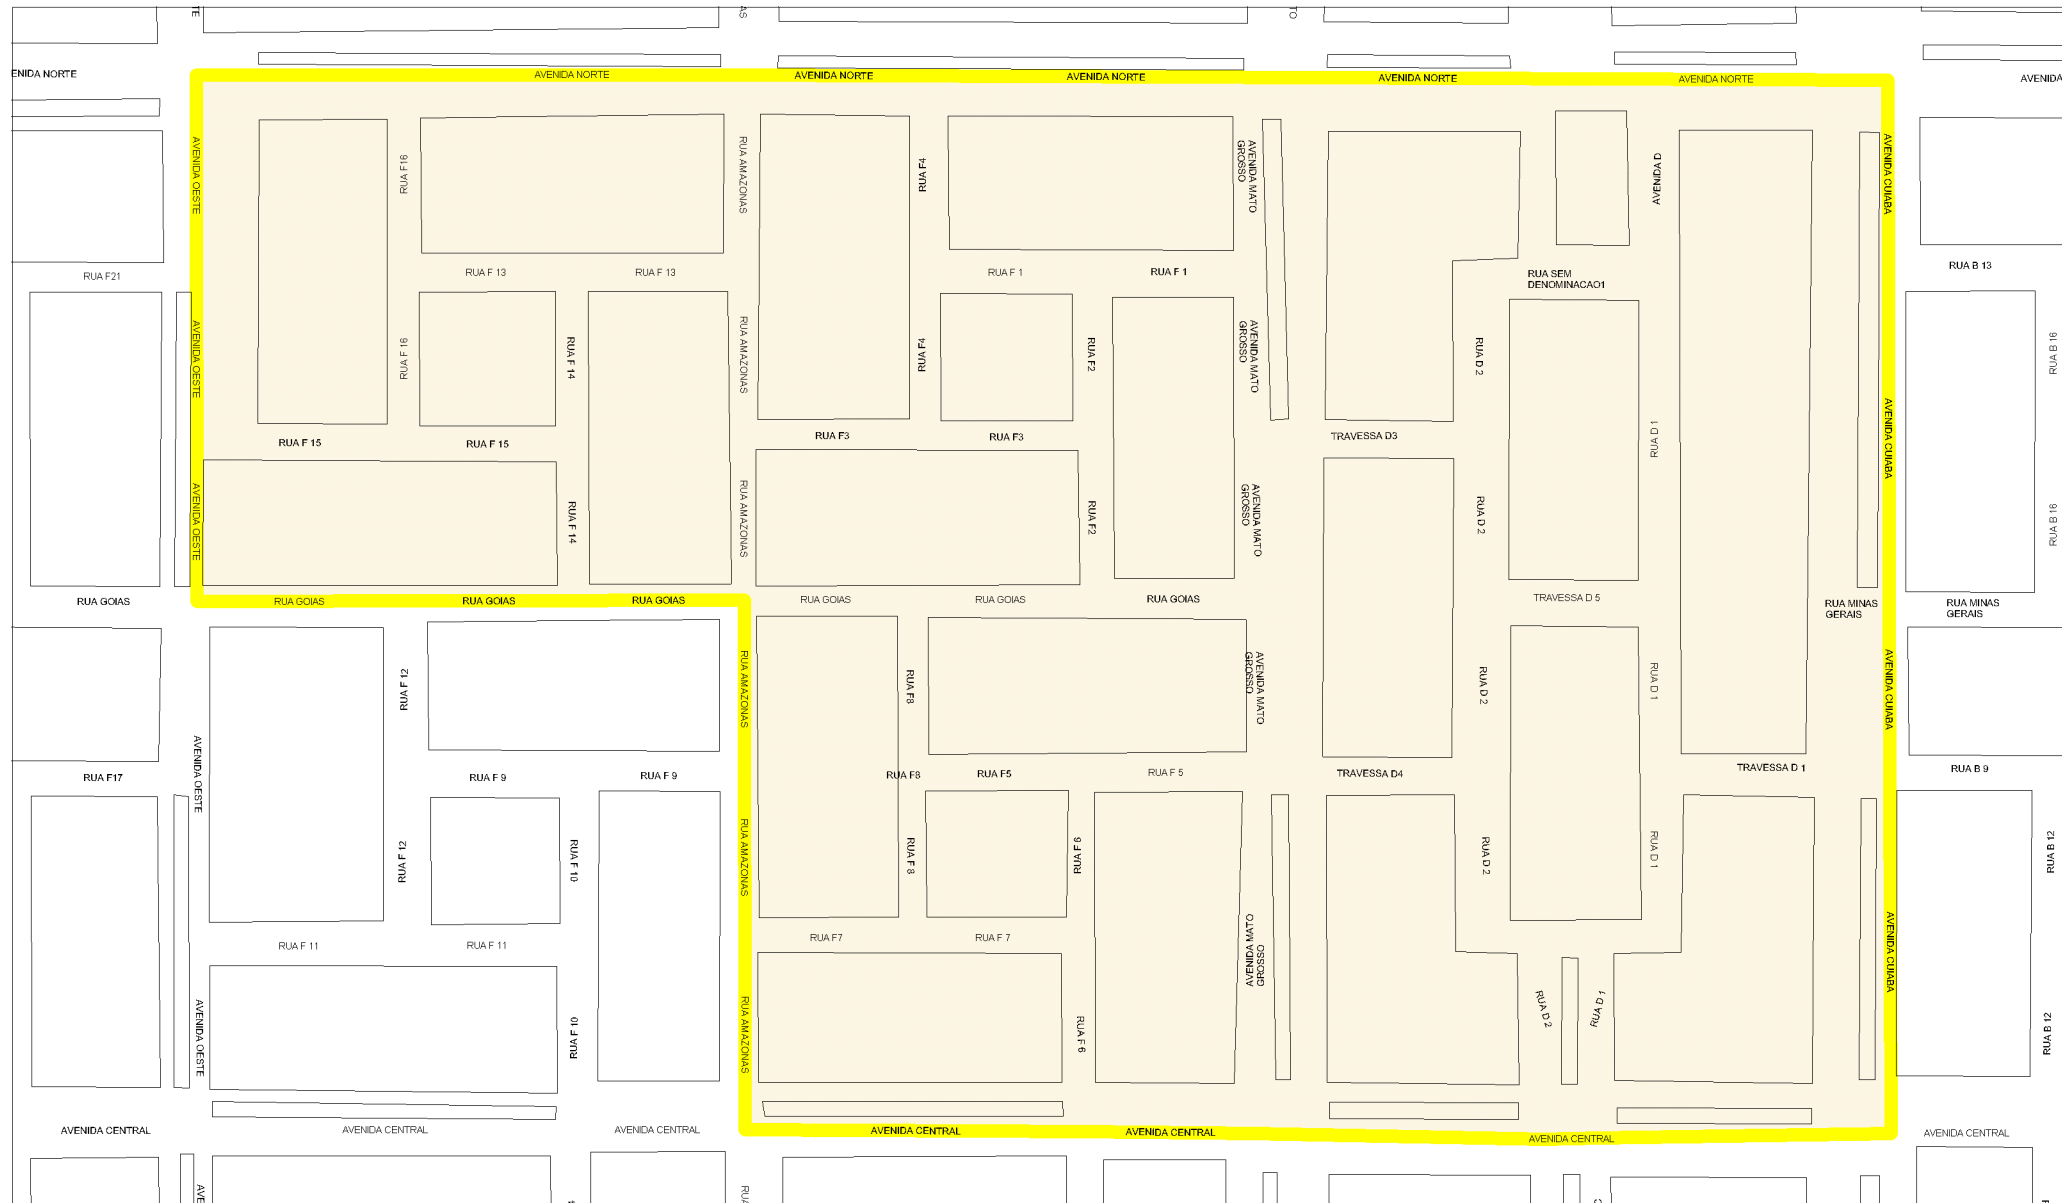 TE
AS
TO
ENIDA NORTE
AVENIDA NORTE
AVENIDA NORTE
AVENIDA NORTE
AVENIDA NORTE
AVENIDA NORTE
AVENIDA
AVENIDA OESTE
RUA F16
RUA AMAZONAS
RUA F4
AVENIDA MATO
GROSSO
AVENIDA D
AVENIDA CUIABA
RUA F21
RUA F 13
RUA F 13
RUA F 1
RUA F 1
RUA SEM
DENOMINACAO1
RUA B 13
AVENIDA OESTE
RUA F 16
RUA F 14
RUA AMAZONAS
RUA F4
RUA F2
AVENIDA MATO
GROSSO
RUA D 2
RUA D 1
AVENIDA CUIABA
RUA B 16
RUA F 15
RUA F 15
RUA F3
RUA F3
TRAVESSA D3
AVENIDA OESTE
RUA F 14
RUA AMAZONAS
RUA F2
AVENIDA MATO
GROSSO
RUA D 2
RUA B 16
RUA GOIAS
RUA GOIAS
RUA GOIAS
RUA GOIAS
RUA GOIAS
RUA GOIAS
RUA GOIAS
TRAVESSA D 5
RUA MINAS
GERAIS
RUA MINAS
GERAIS
RUA F 12
RUA AMAZONAS
RUA F8
AVENIDA MATO
GROSSO
RUA D 2
RUA D 1
AVENIDA CUIABA
AVENIDA OESTE
RUA F17
RUA F 9
RUA F 9
RUA F8
RUA F5
RUA F 5
TRAVESSA D4
TRAVESSA D 1
RUA B 9
RUA F 12
RUA F 10
RUA AMAZONAS
RUA F 8
RUA F 6
RUA D 2
RUA D 1
RUA B 12
RUA F 11
RUA F 11
RUA F7
RUA F 7
AVENIDA MATO
GROSSO
AVENIDA CUIABA
AVENIDA OESTE
RUA F 10
RUA AMAZONAS
RUA F 6
RUA D 2
RUA D 1
RUA B 12
AVENIDA CENTRAL
AVENIDA CENTRAL
AVENIDA CENTRAL
AVENIDA CENTRAL
AVENIDA CENTRAL
AVENIDA CENTRAL
AVENIDA CENTRAL
AVE
RUA